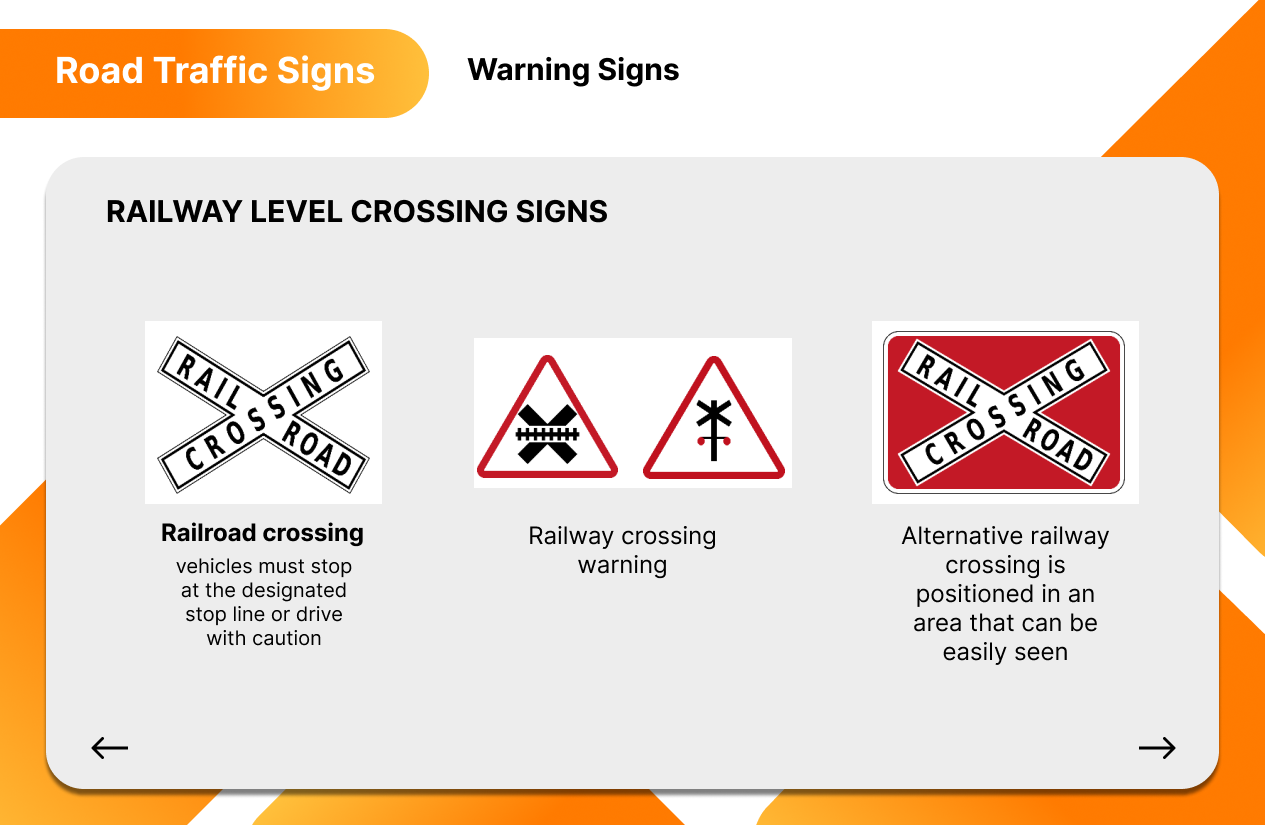 Road Traffic Signs
Warning Signs
RAILWAY LEVEL CROSSING SIGNS
RAIL
CROSSING
ROAD
RAIL
CROSSING
ROAD
Railroad crossing
vehicles must stop
at the designated
stop line or drive
with caution
Railway crossing
warning
Alternative railway
crossing is
positioned in an
area that can be
easily seen